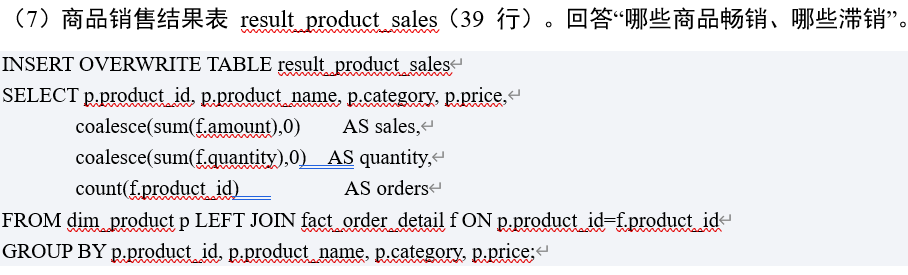 （7）商品销售结果表 result_product_sales（39 行）。回答“哪些商品畅销、哪些滞销”。
INSERT OVERWRITE TABLE result_product_sales
SELECT p.product_id, p.product_name, p.category, p.price,
coalesce(sum(f.amount),0) AS sales,
coalesce(sum(f.quantity),0) AS quantity,
count(f.product_id) AS orders
FROM dim_product p LEFT JOIN fact_order_detail f ON p.product_id=f.product_id
GROUP BY p.product_id, p.product_name, p.category, p.price;